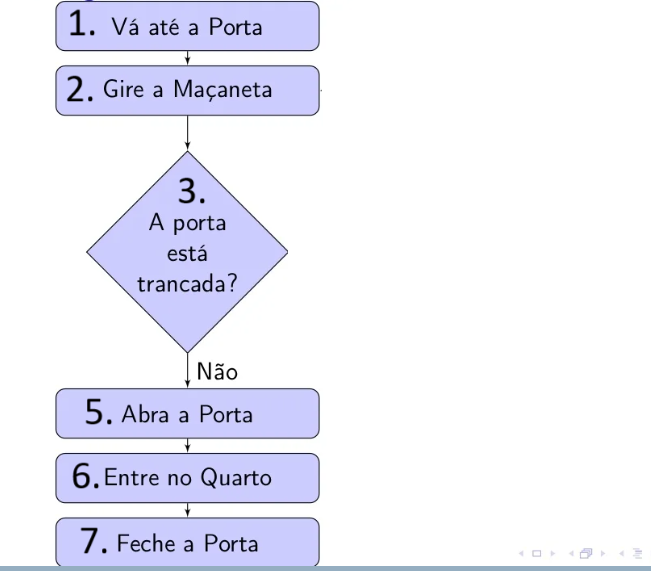 1. Vá até a Porta
2. Gire a Maçaneta
3.
A porta
está
trancada?
Não
5. Abra a Porta
6. Entre no Quarto
7. Feche a Porta